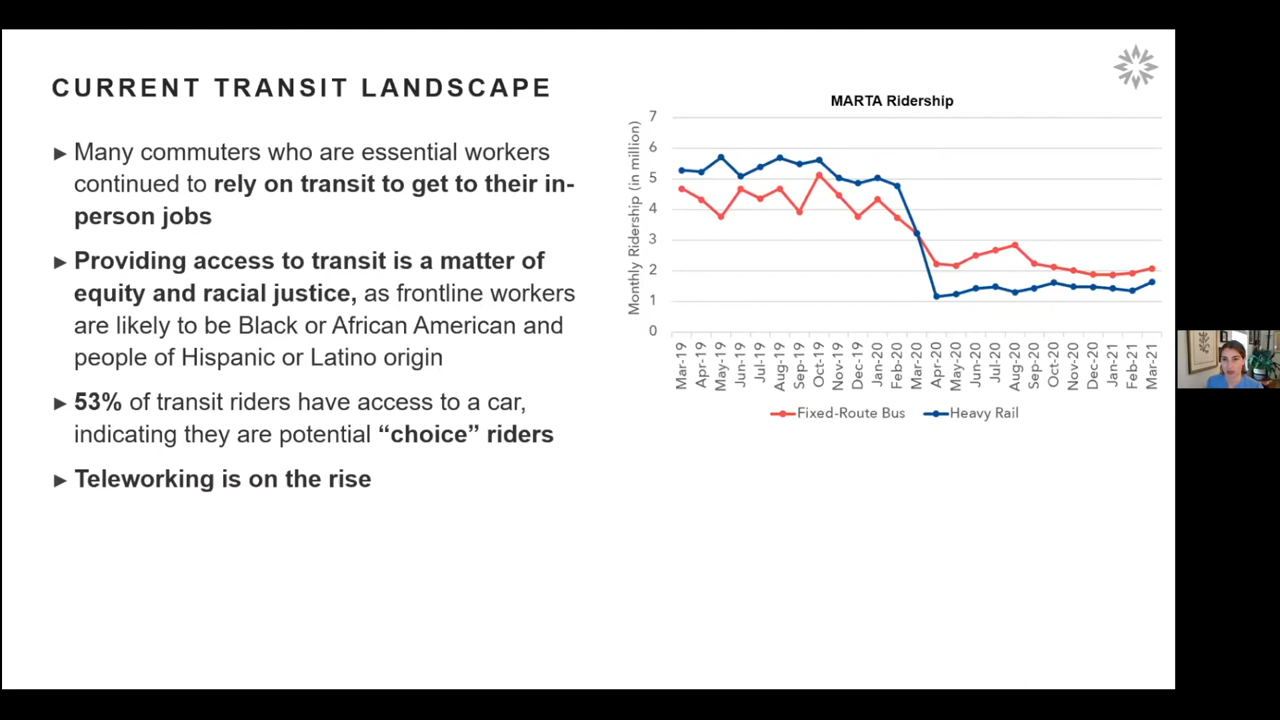 CURRENT TRANSIT LANDSCAPE
► Many commuters who are essential workers
continued to rely on transit to get to their in-
person jobs
► Providing access to transit is a matter of
equity and racial justice, as frontline workers
are likely to be Black or African American and
people of Hispanic or Latino origin
► 53% of transit riders have access to a car,
indicating they are potential “choice” riders
► Teleworking is on the rise
MARTA Ridership
Monthly Ridership (in million)
7
6
5
4
3
2
1
0
Mar-19
Apr-19
May-19
Jun-19
Jul-19
Aug-19
Sep-19
Oct-19
Nov-19
Dec-19
Jan-20
Feb-20
Mar-20
Apr-20
May-20
Jun-20
Jul-20
Aug-20
Sep-20
Oct-20
Nov-20
Dec-20
Jan-21
Feb-21
Mar-21
Fixed-Route Bus
Heavy Rail